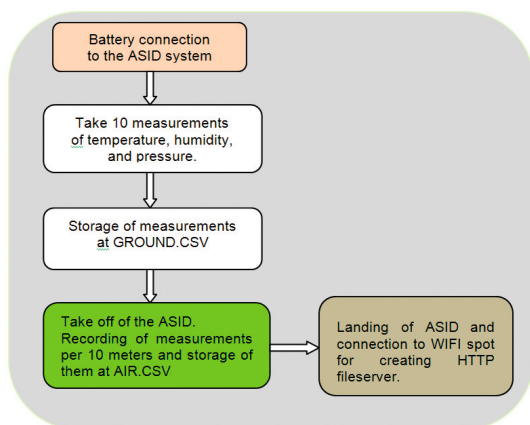 Battery connection
to the ASID system
Take 10 measurements
of temperature, humidity,
and pressure.
Storage of measurements
at GROUND.CSV
Take off of the ASID.
Recording of measurements
per 10 meters and storage of
them at AIR.CSV
Landing of ASID and
connection to WIFI spot
for creating HTTP
fileserver.